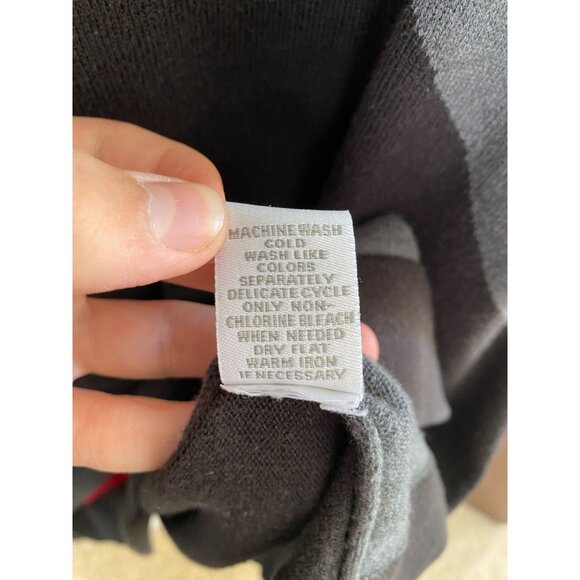 MACHINE WASH
COLD
WASH LIKE
COLORS
SEPARATELY
DELICATE CYCLE
ONLY NON-
CHLORINE BLEACH
WHEN NEEDED
DRY FLAT
WARM IRON
IF NECESSARY